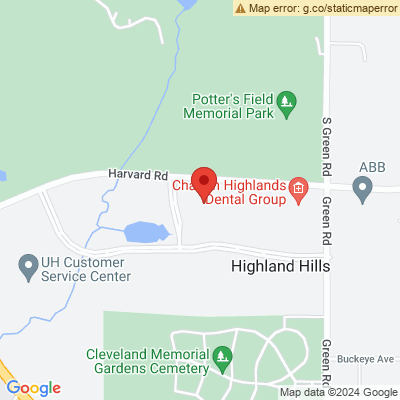 Map error: g.co/staticmaperror
Potter's Field
Memorial Park
S Green Rd
Harvard Rd
ABB
Dental Group
Green Rd
UH Customer
Service Center
Highland Hills
Cleveland Memorial
Gardens Cemetery
Buckeye Ave
Green Rd
Google
Map data ©2024 Google